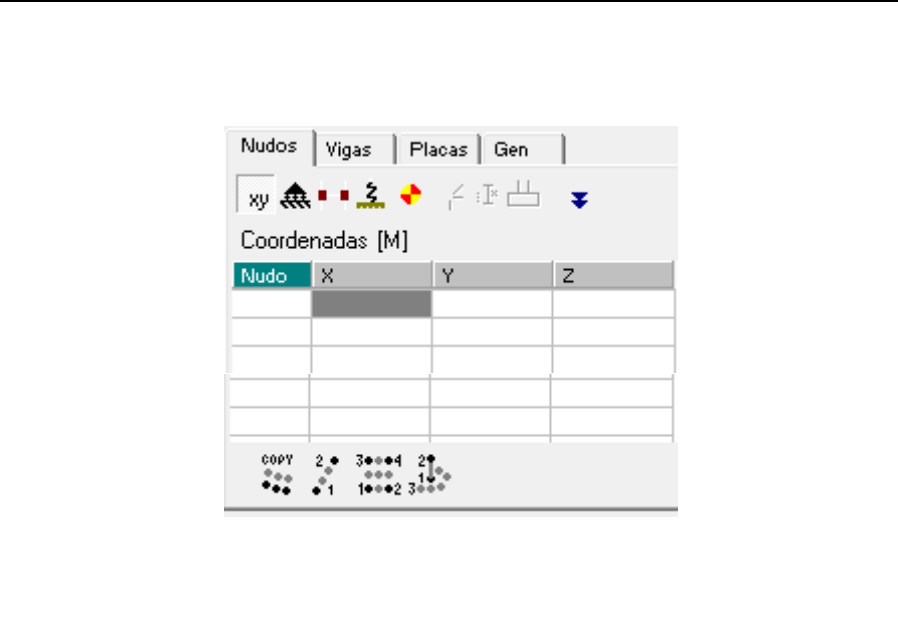 Nudos Vigas Placas Gen
xy
Coordenadas [M]
Nudo X Y Z
COPY 2 3 4 2
1
1 1 2 3